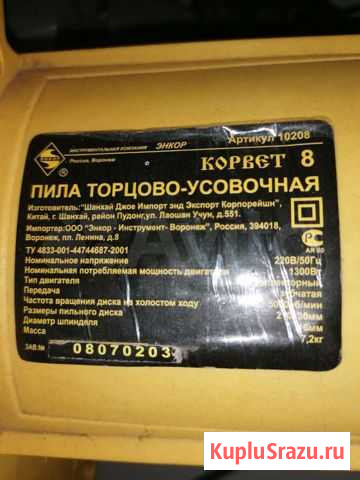 ЭНКОР
ИНСТРУМЕНТАЛЬНАЯ КОМПАНИЯ ЭНКОР
Россия, Воронеж
Артикул 10208
КОРВЕТ 8
ПИЛА ТОРЦОВО-УСОВОЧНАЯ
Изготовитель:"Шанхай Джое Импорт энд Экспорт Корпорейшн",
Китай, г. Шанхай, район Пудонг,ул. Лаошан Учун, д.551.
Импортер:ООО "Энкор - Инструмент- Воронеж", Россия, 394018,
Воронеж, пл. Ленина, д.8
ТУ 4833-001-44744687-2001
Номинальное напряжение 220В/50Гц
Номинальная потребляемая мощность двигателя 1300Вт
Тип двигателя
Передача
Частота вращения диска на холостом ходу
Размеры пильного диска
Диаметр шпинделя
Масса 7,2кг
ЗАВ.№ 08070203
KupluSrazu.ru